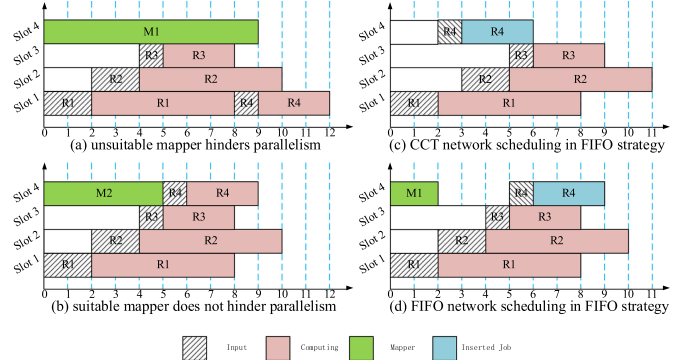 Slot 4
M1
Slot 3
R3
R3
Slot 2
R2
R2
Slot 1
R1
R1
R4
R4
0 1 2 3 4 5 6 7 8 9 10 11 12
(a) unsuitable mapper hinders parallelism
Slot 4
R4
R4
Slot 3
R3
R3
Slot 2
R2
R2
Slot 1
R1
R1
0 1 2 3 4 5 6 7 8 9 10 11
(c) CCT network scheduling in FIFO strategy
Slot 4
M2
R4
R4
Slot 3
R3
R3
Slot 2
R2
R2
Slot 1
R1
R1
0 1 2 3 4 5 6 7 8 9 10 11 12
(b) suitable mapper does not hinder parallelism
Slot 4
M1
R4
R4
Slot 3
R3
R3
Slot 2
R2
R2
Slot 1
R1
R1
0 1 2 3 4 5 6 7 8 9 10 11
(d) FIFO network scheduling in FIFO strategy
Input
Computing
Mapper
Inserted Job